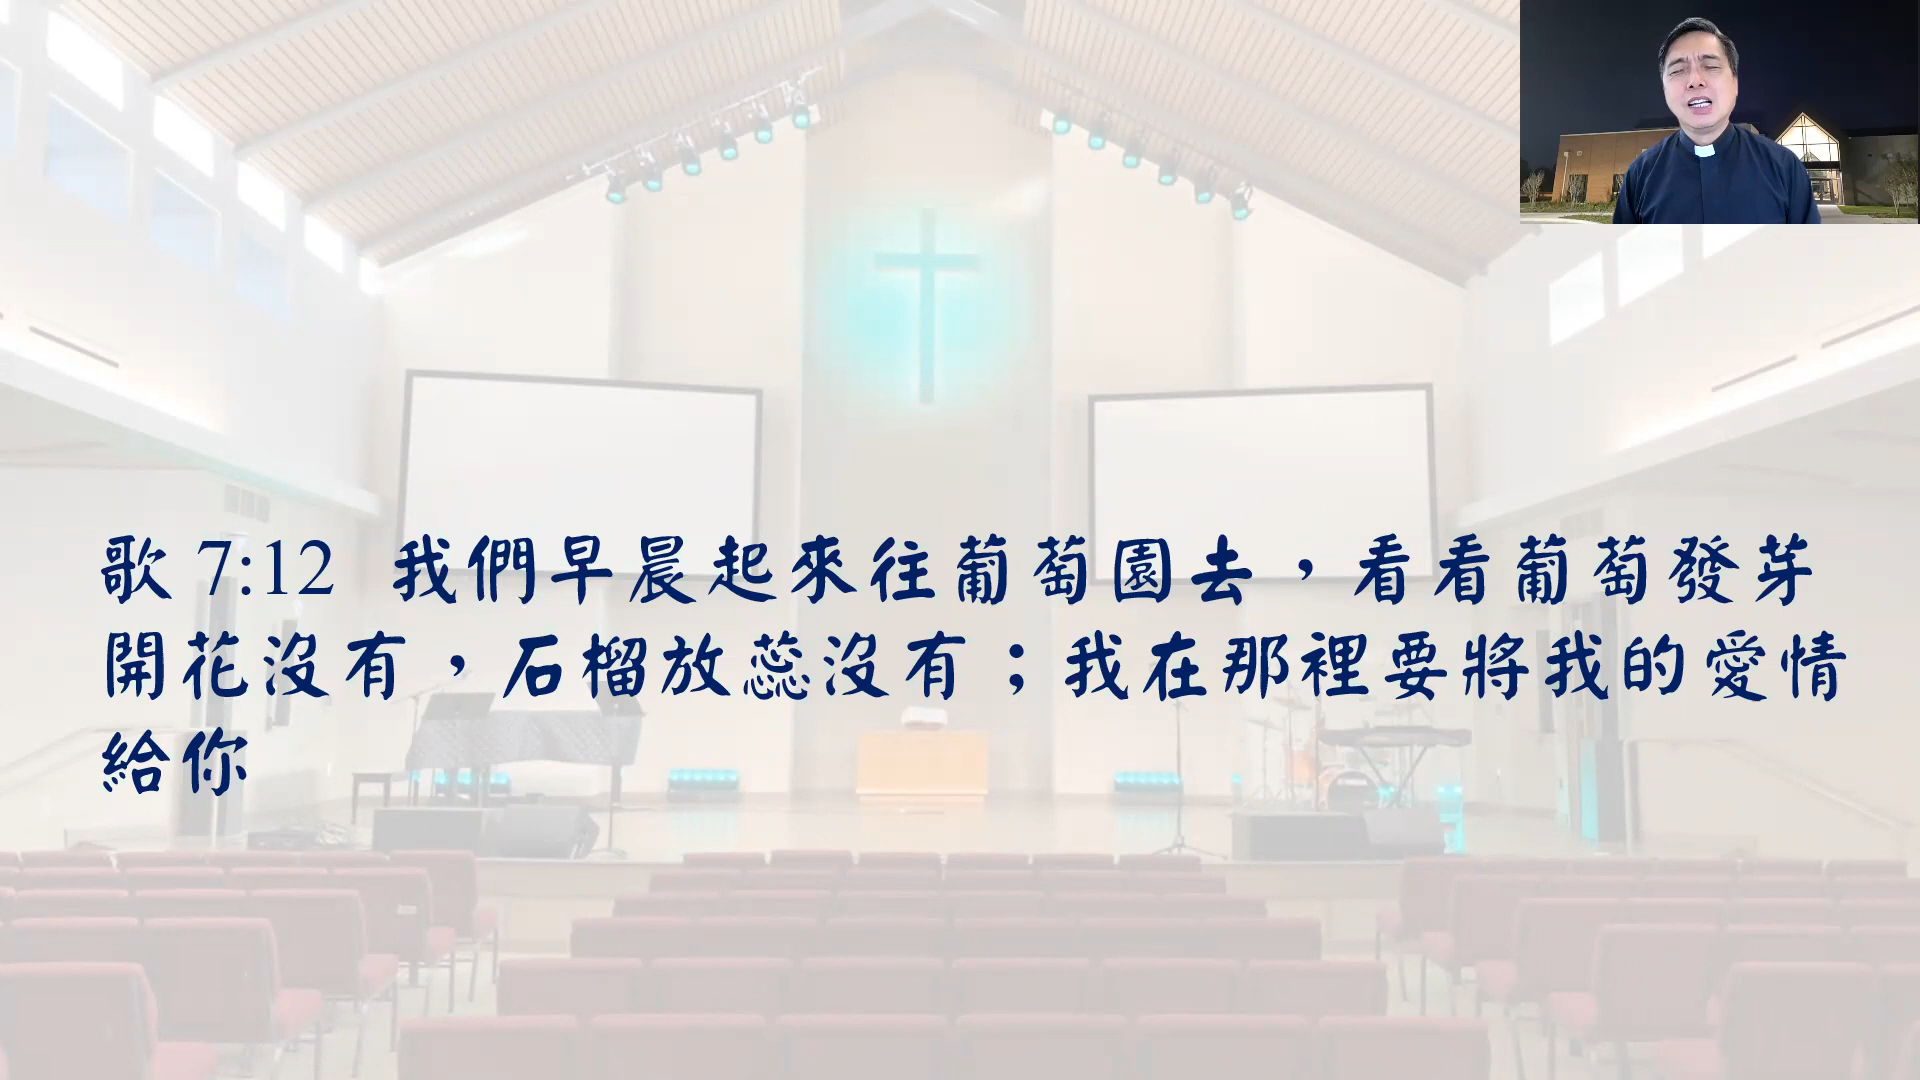 歌 7:12 我們早晨起來往葡萄園去，看看葡萄發芽
開花沒有，石榴放蕊沒有；我在那裡要將我的愛情
給你